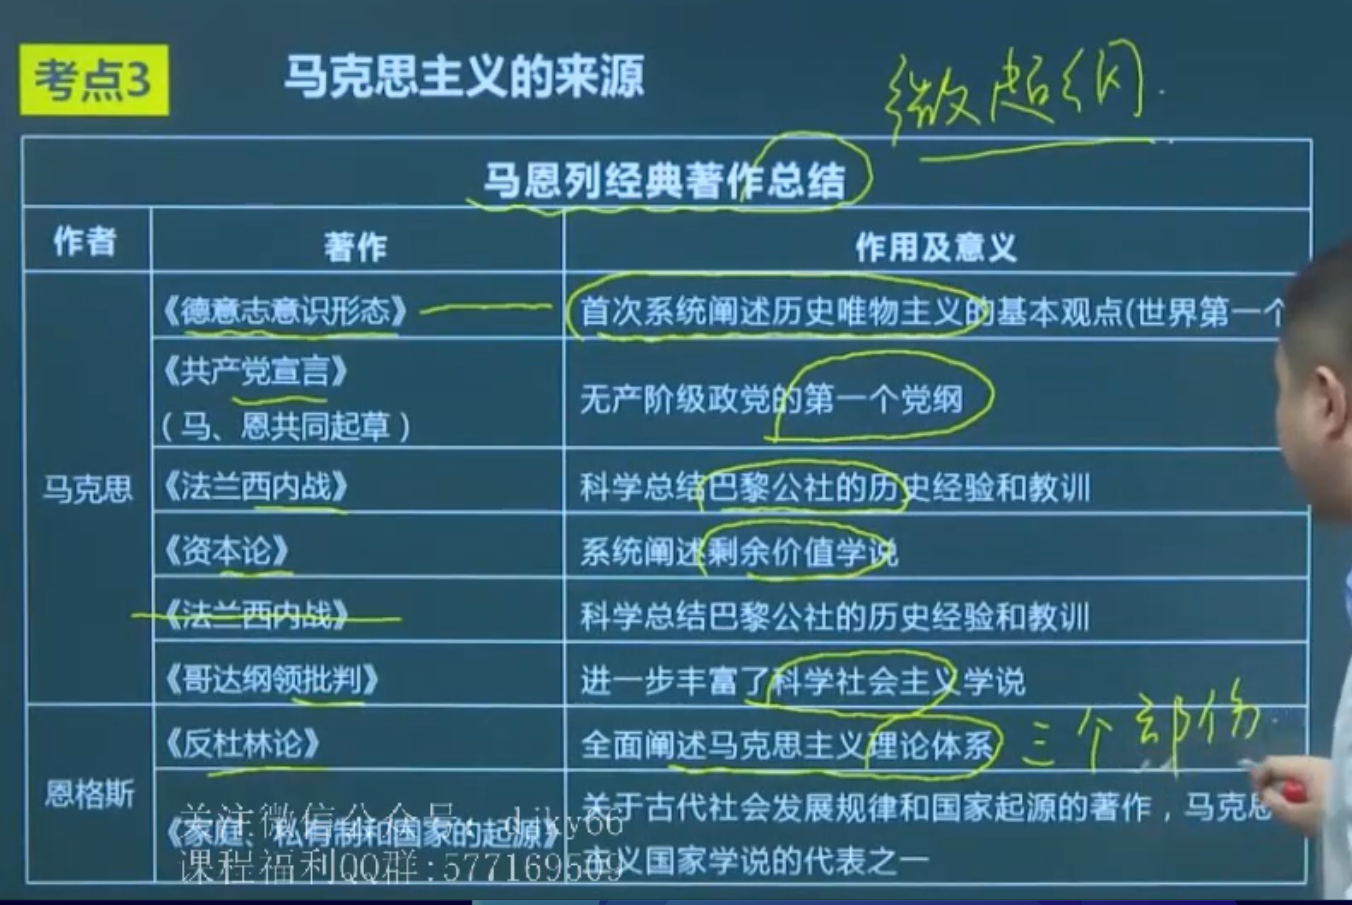 考点3
马克思主义的来源
微超纲.
马恩列经典著作总结
作者
著作
作用及意义
马克思
《德意志意识形态》
首次系统阐述历史唯物主义的基本观点(世界第一个
《共产党宣言》
（马、恩共同起草）
无产阶级政党的第一个党纲
《法兰西内战》
科学总结巴黎公社的历史经验和教训
《资本论》
系统阐述剩余价值学说
《法兰西内战》
科学总结巴黎公社的历史经验和教训
《哥达纲领批判》
进一步丰富了科学社会主义学说
恩格斯
《反杜林论》
全面阐述马克思主义理论体系
三个部份
《家庭、私有制和国家的起源》
关于古代社会发展规律和国家起源的著作，马克思
主义国家学说的代表之一
关注微信公众号：djxy66
课程福利QQ群:577169509